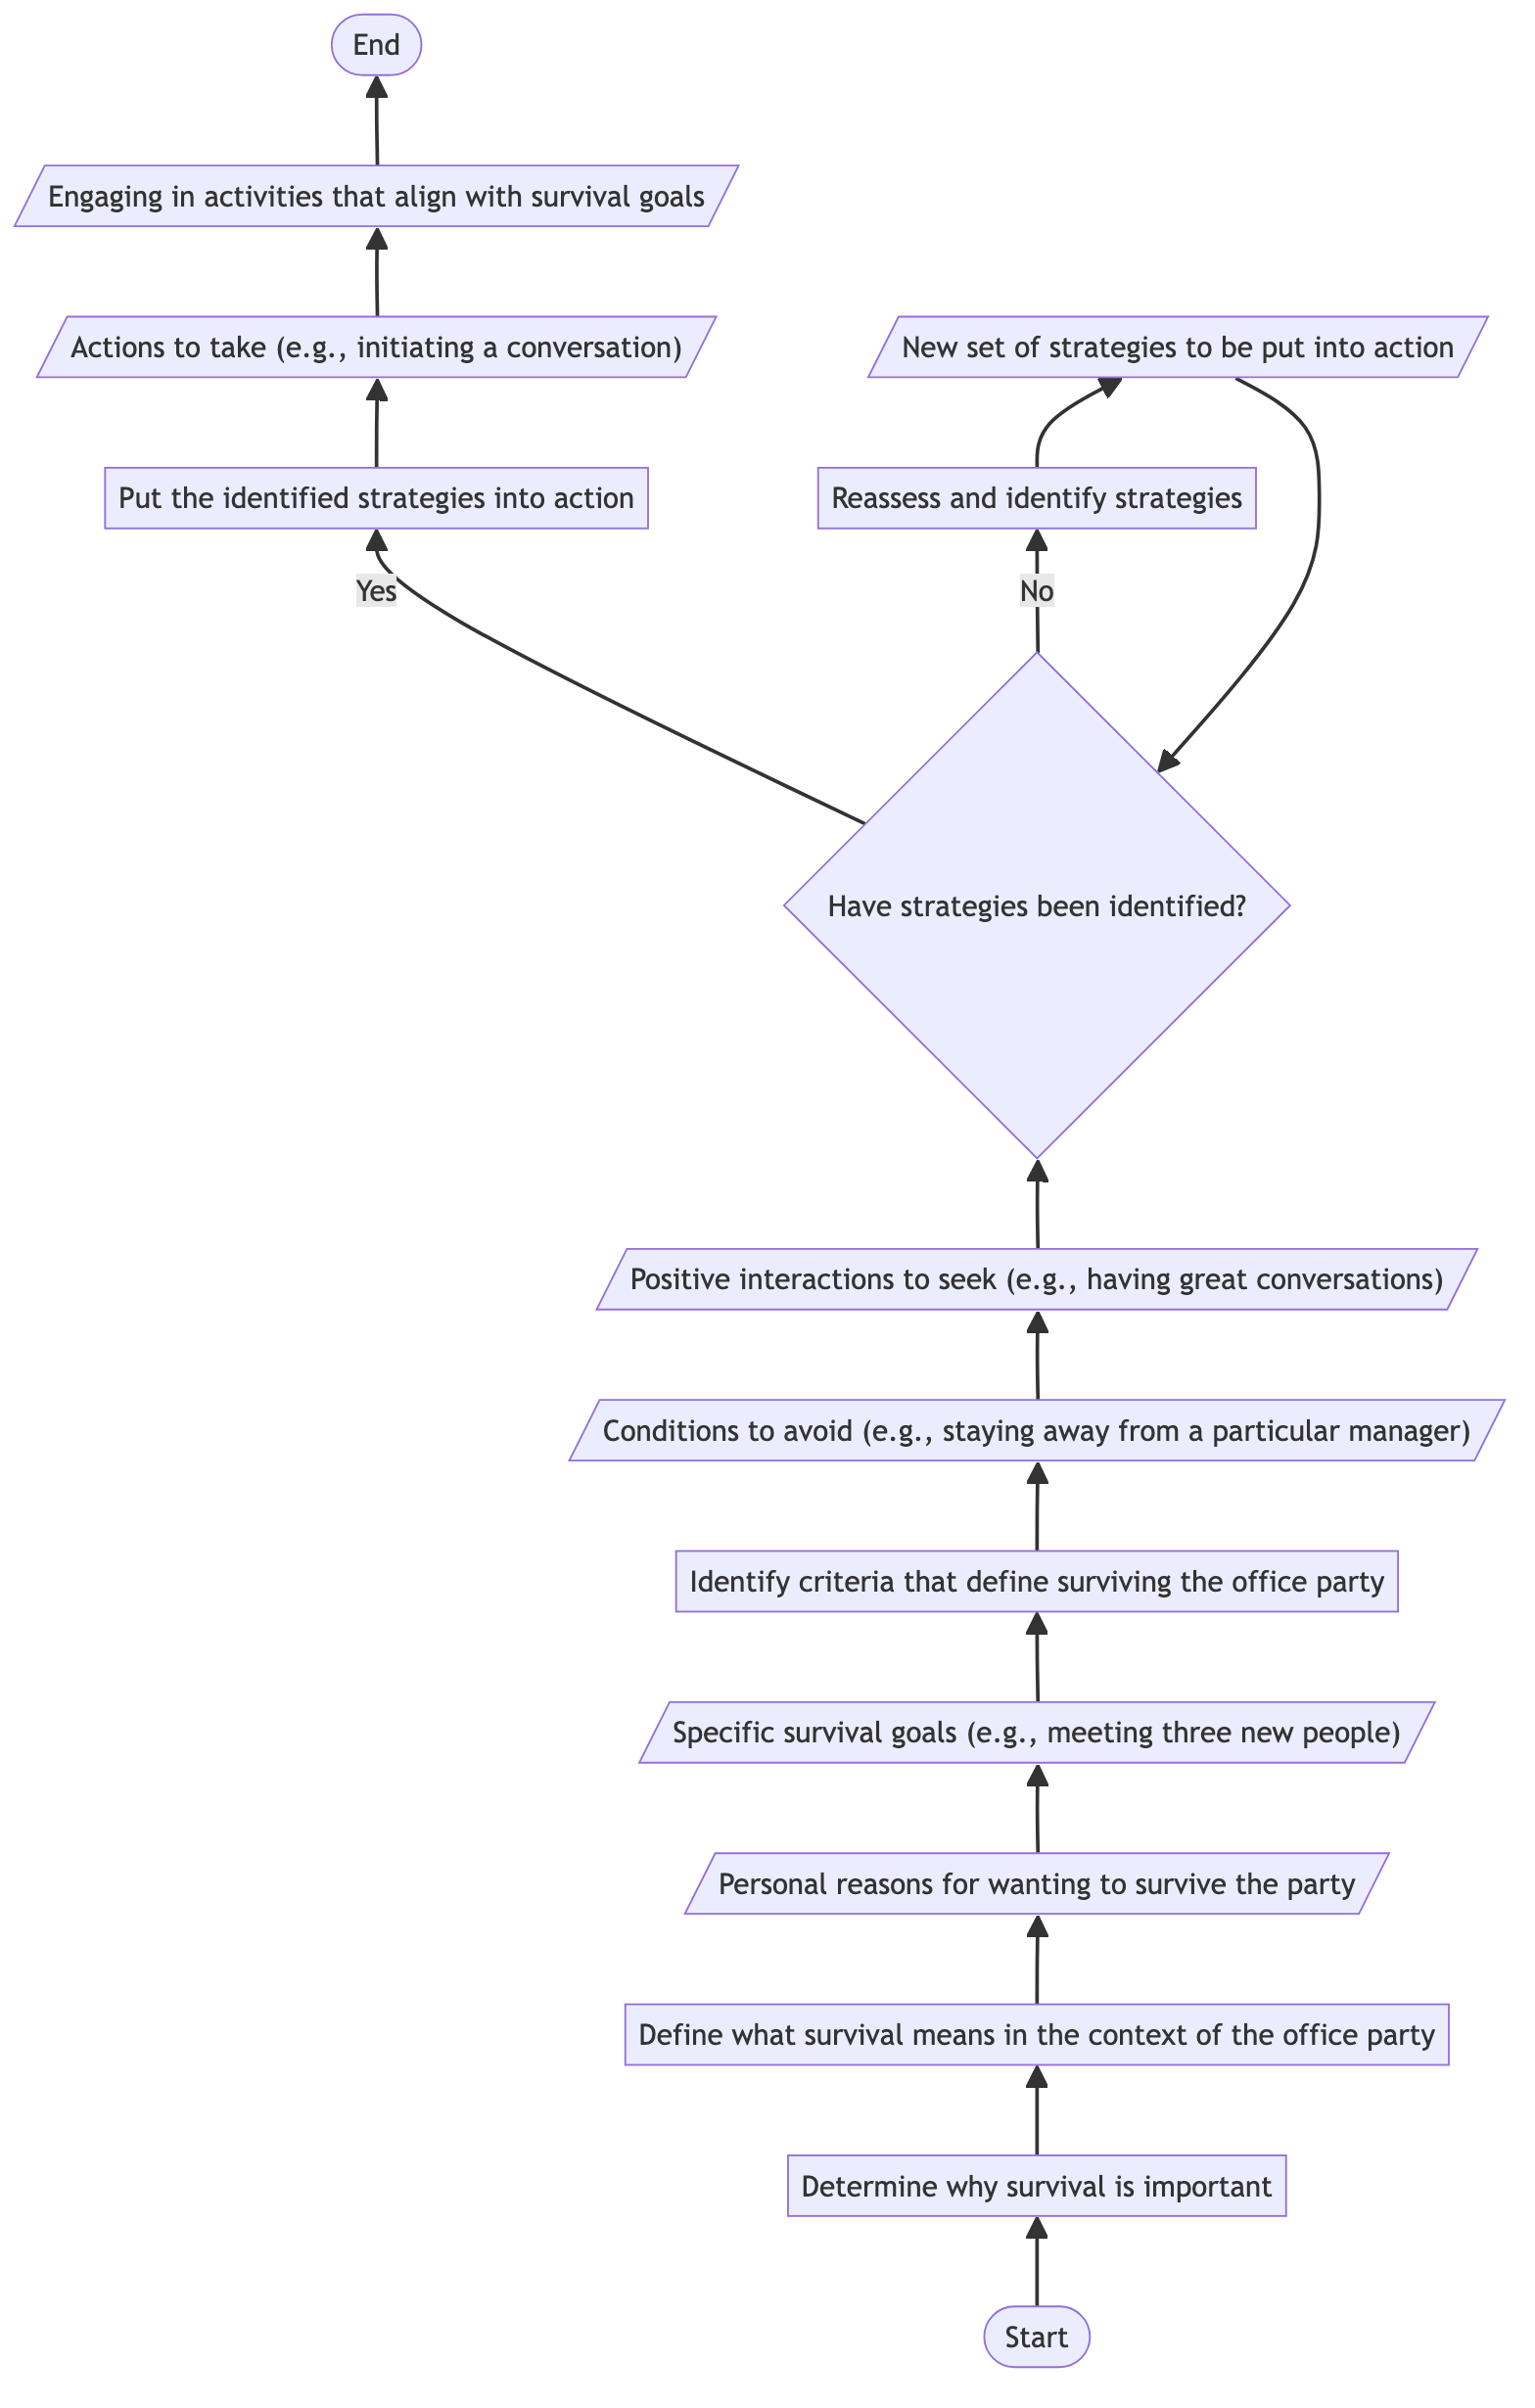 End
Engaging in activities that align with survival goals
Actions to take (e.g., initiating a conversation)
New set of strategies to be put into action
Put the identified strategies into action
Reassess and identify strategies
Yes
No
Have strategies been identified?
Positive interactions to seek (e.g., having great conversations)
Conditions to avoid (e.g., staying away from a particular manager)
Identify criteria that define surviving the office party
Specific survival goals (e.g., meeting three new people)
Personal reasons for wanting to survive the party
Define what survival means in the context of the office party
Determine why survival is important
Start